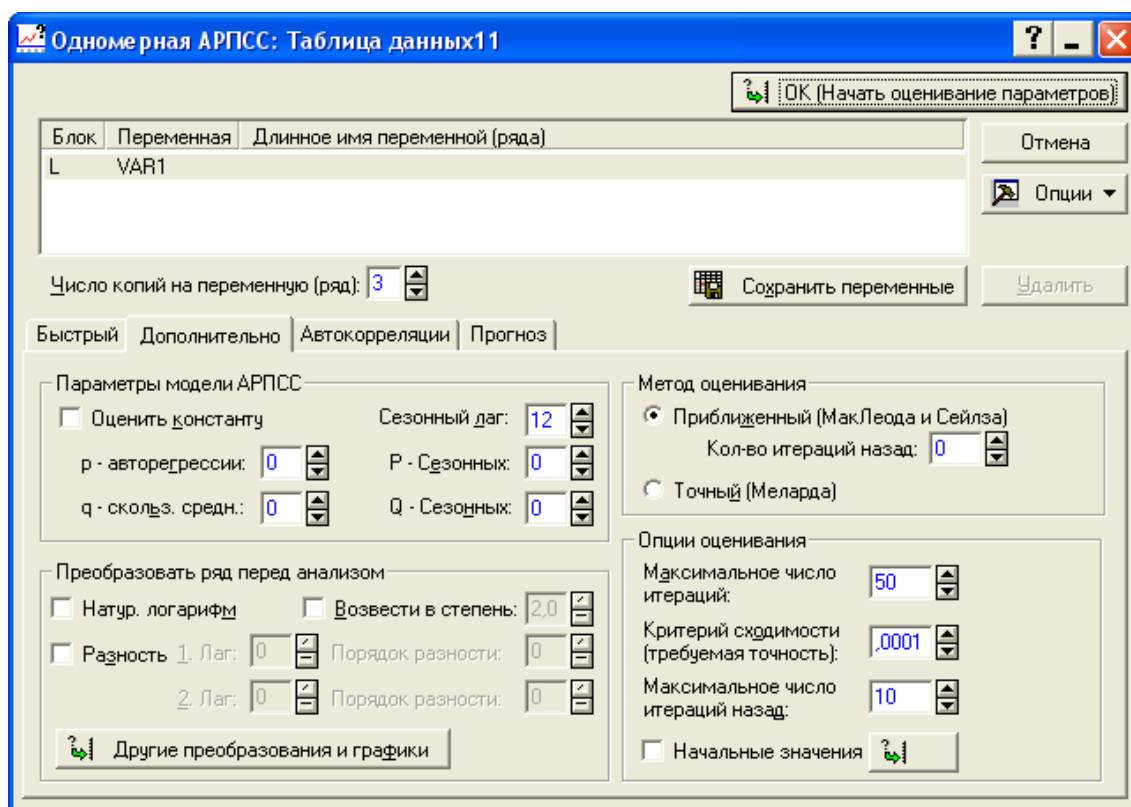 Одномерная АРПСС: Таблица данных11
OK (Начать оценивание параметров)
Блок Переменная Длинное имя переменной (ряда)
L VAR1
Отмена
Опции
Число копий на переменную (ряд): 3
Сохранить переменные
Удалить
Быстрый Дополнительно Автокорреляции Прогноз
Параметры модели АРПСС
Оценить константу Сезонный лаг: 12
p - авторегрессии: 0 P - Сезонных: 0
q - скольз. средн.: 0 Q - Сезонных: 0
Преобразовать ряд перед анализом
Натур. логарифм Возвести в степень: 2,0
Разность 1. Лаг: 0 Порядок разности: 0
2. Лаг: 0 Порядок разности: 0
Другие преобразования и графики
Метод оценивания
Приближенный (МакЛеода и Сейлза)
Кол-во итераций назад: 0
Точный (Меларда)
Опции оценивания
Максимальное число
итераций: 50
Критерий сходимости
(требуемая точность): ,0001
Максимальное число
итераций назад: 10
Начальные значения